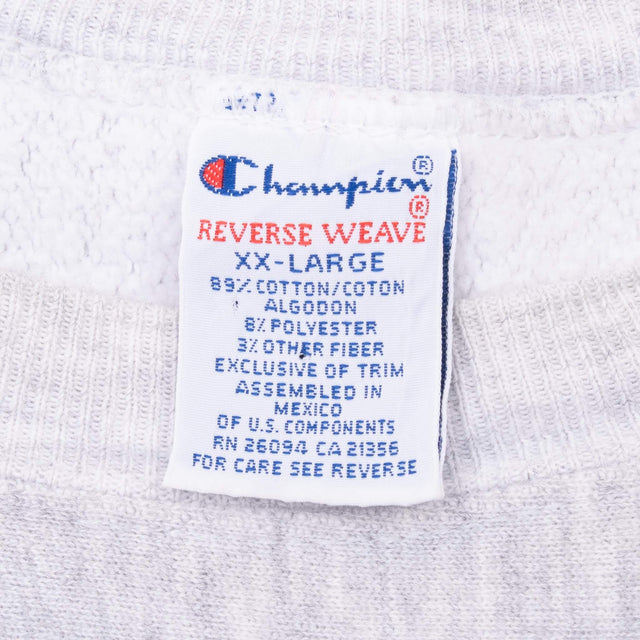 Champion®
REVERSE WEAVE®
XX-LARGE
89% COTTON/COTON
ALGODON
8% POLYESTER
3% OTHER FIBER
EXCLUSIVE OF TRIM
ASSEMBLED IN
MEXICO
OF U.S. COMPONENTS
RN 26094 CA 21356
FOR CARE SEE REVERSE